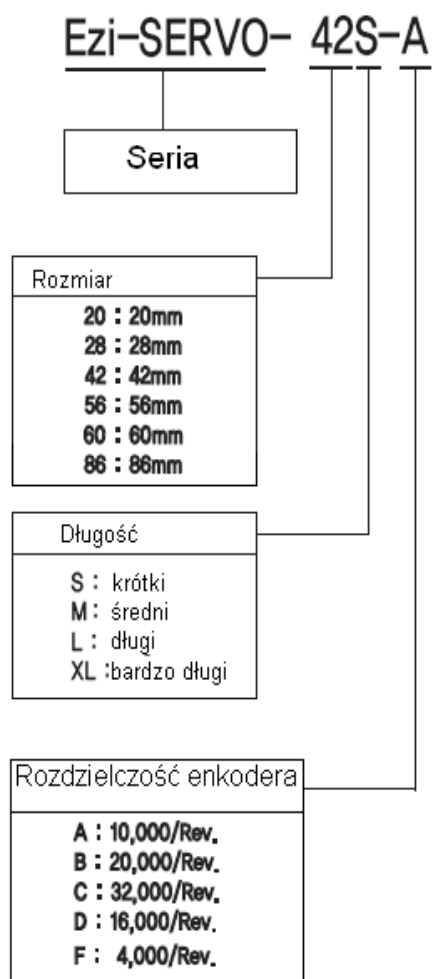 Ezi-SERVO- 42S-A
Seria
Rozmiar
20 : 20mm
28 : 28mm
42 : 42mm
56 : 56mm
60 : 60mm
86 : 86mm
Długość
S : krótki
M : średni
L : długi
XL :bardzo długi
Rozdzielczość enkodera
A : 10,000/Rev.
B : 20,000/Rev.
C : 32,000/Rev.
D : 16,000/Rev.
F : 4,000/Rev.